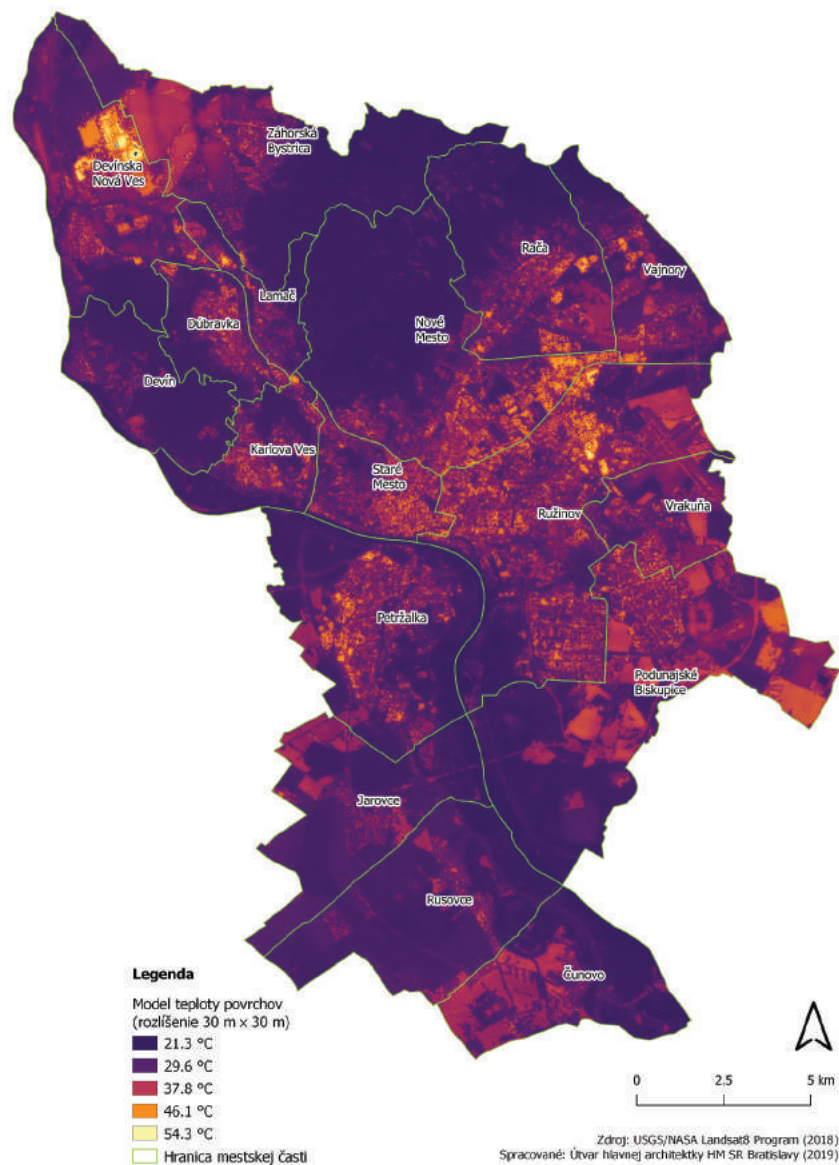 Záhorská
Bystrica
Devínska
Nová Ves
Rača
Vajnory
Lamač
Dúbravka
Nové
Mesto
Devín
Karlova Ves
Staré
Mesto
Ružinov
Vrakuňa
Petržalka
Podunajské
Biskupice
Jarovce
Rusovce
Čunovo
Legenda
Model teploty povrchov
(rozlíšenie 30 m × 30 m)
21.3 °C
29.6 °C
37.8 °C
46.1 °C
54.3 °C
Hranica mestskej časti
0 2.5 5 km
Zdroj: USGS/NASA Landsat8 Program (2018)
Spracované: Útvar hlavnej architektky HM SR Bratislavy (2019)